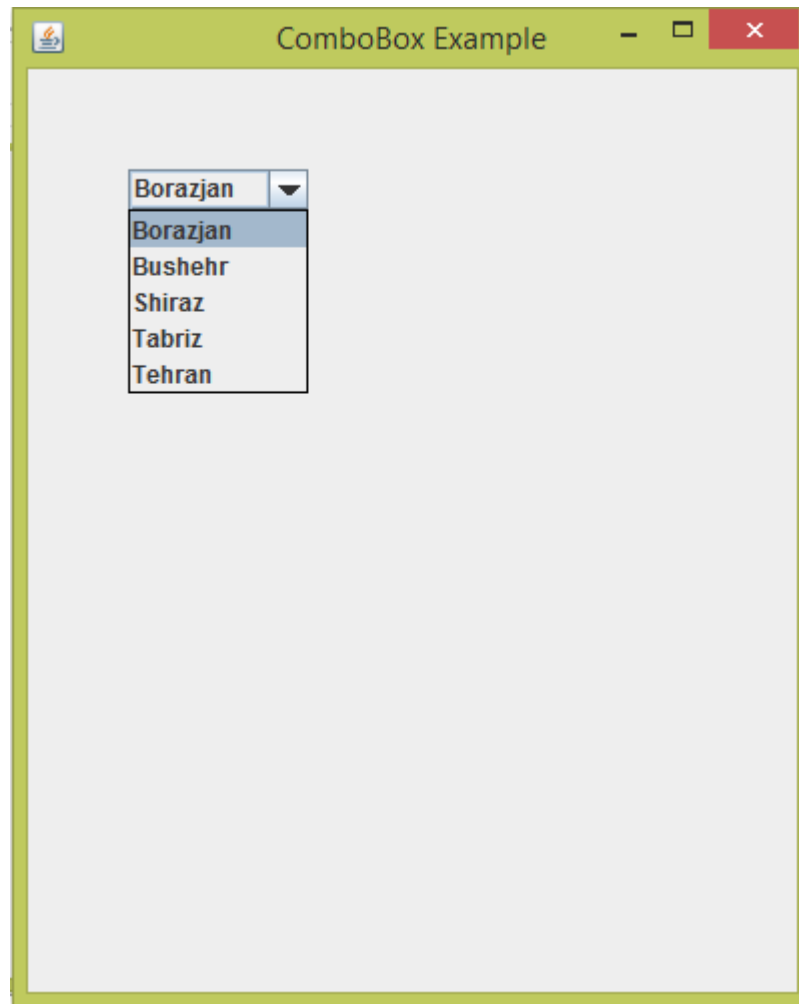 ComboBox Example
Borazjan
Borazjan
Bushehr
Shiraz
Tabriz
Tehran